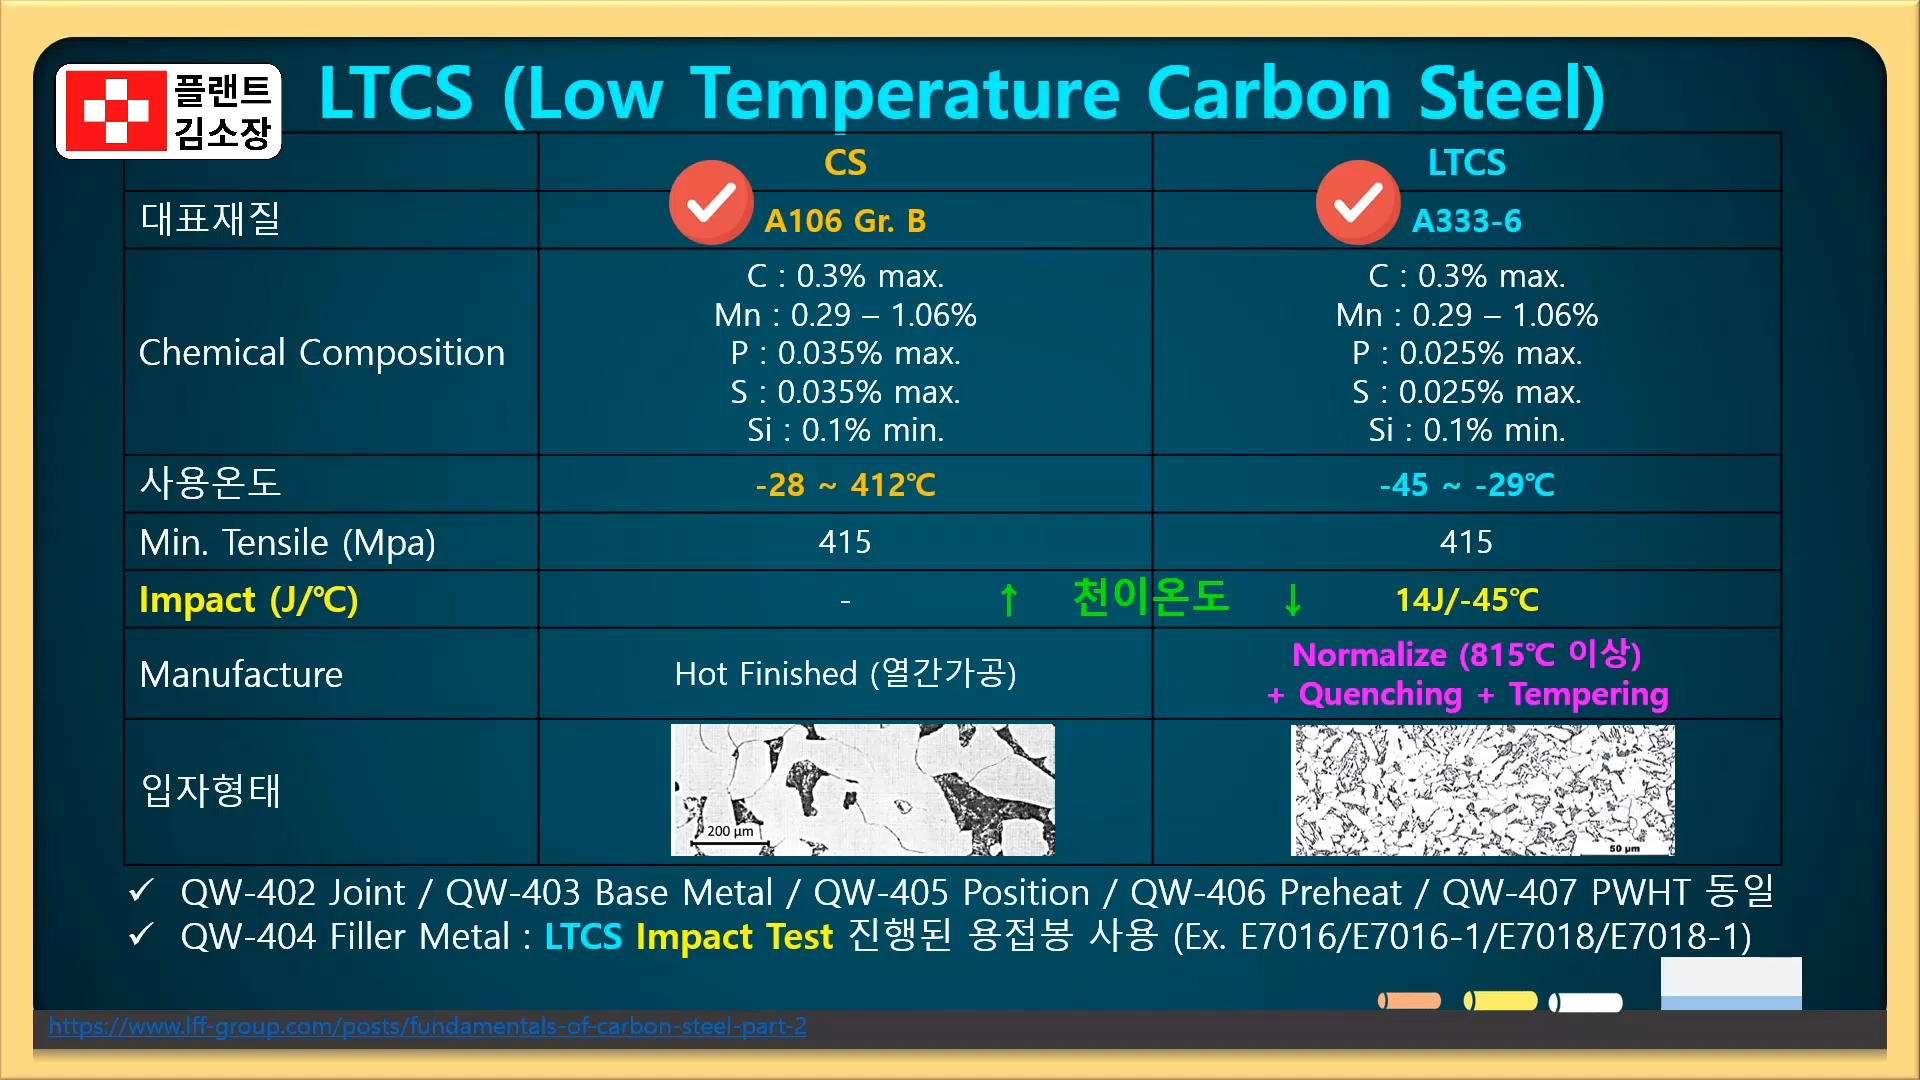 플랜트
김소장
LTCS (Low Temperature Carbon Steel)
CS
LTCS
대표재질
A106 Gr. B
A333-6
Chemical Composition
C : 0.3% max.
Mn : 0.29 – 1.06%
P : 0.035% max.
S : 0.035% max.
Si : 0.1% min.
C : 0.3% max.
Mn : 0.29 – 1.06%
P : 0.025% max.
S : 0.025% max.
Si : 0.1% min.
사용온도
-28 ~ 412℃
-45 ~ -29℃
Min. Tensile (Mpa)
415
415
Impact (J/℃)
-
↑ 천이온도 ↓
14J/-45℃
Manufacture
Hot Finished (열간가공)
Normalize (815℃ 이상)
+ Quenching + Tempering
입자형태
200 µm
50 µm
✓ QW-402 Joint / QW-403 Base Metal / QW-405 Position / QW-406 Preheat / QW-407 PWHT 동일
✓ QW-404 Filler Metal : LTCS Impact Test 진행된 용접봉 사용 (Ex. E7016/E7016-1/E7018/E7018-1)
https://www.lff-group.com/posts/fundamentals-of-carbon-steel-part-2